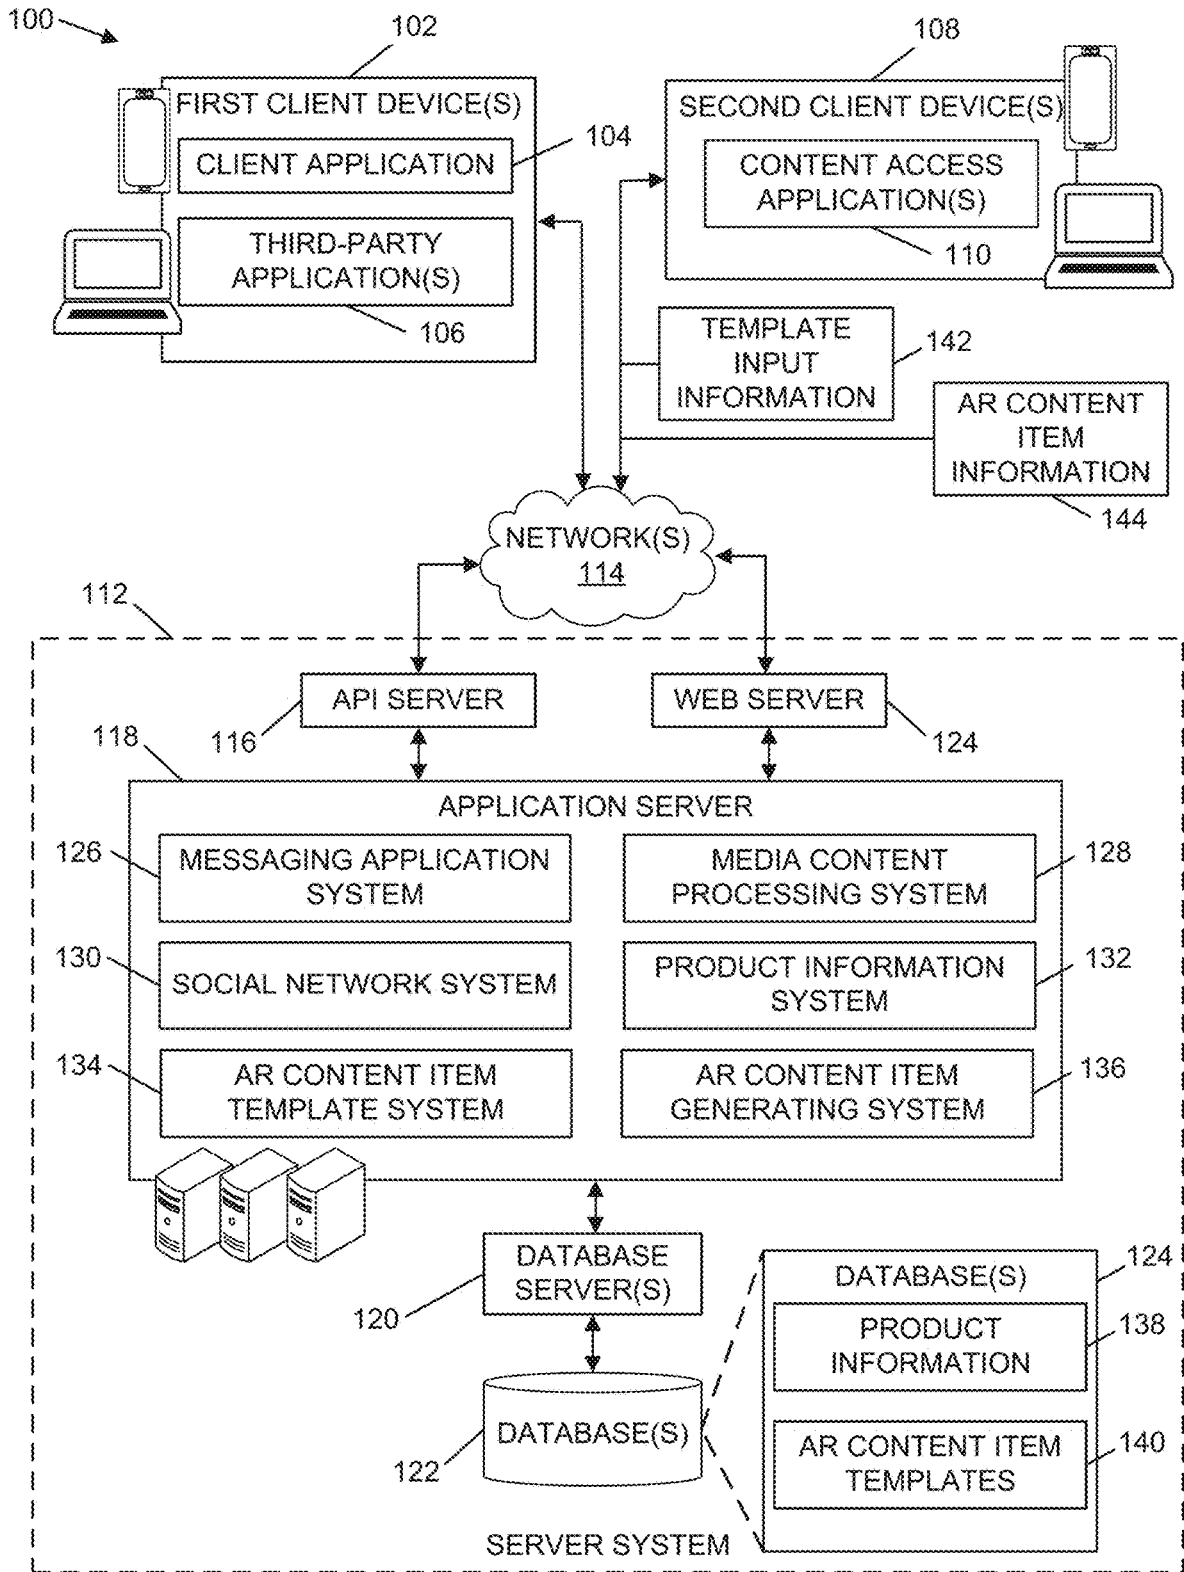 100
102
FIRST CLIENT DEVICE(S)
CLIENT APPLICATION
104
THIRD-PARTY
APPLICATION(S)
106
108
SECOND CLIENT DEVICE(S)
CONTENT ACCESS
APPLICATION(S)
110
TEMPLATE
INPUT
INFORMATION
142
AR CONTENT
ITEM
INFORMATION
144
NETWORK(S)
114
112
API SERVER
116
WEB SERVER
124
118
APPLICATION SERVER
126
MESSAGING APPLICATION
SYSTEM
MEDIA CONTENT
PROCESSING SYSTEM
128
130
SOCIAL NETWORK SYSTEM
PRODUCT INFORMATION
SYSTEM
132
134
AR CONTENT ITEM
TEMPLATE SYSTEM
AR CONTENT ITEM
GENERATING SYSTEM
136
DATABASE
SERVER(S)
120
DATABASE(S)
122
DATABASE(S)
124
PRODUCT
INFORMATION
138
AR CONTENT ITEM
TEMPLATES
140
SERVER SYSTEM